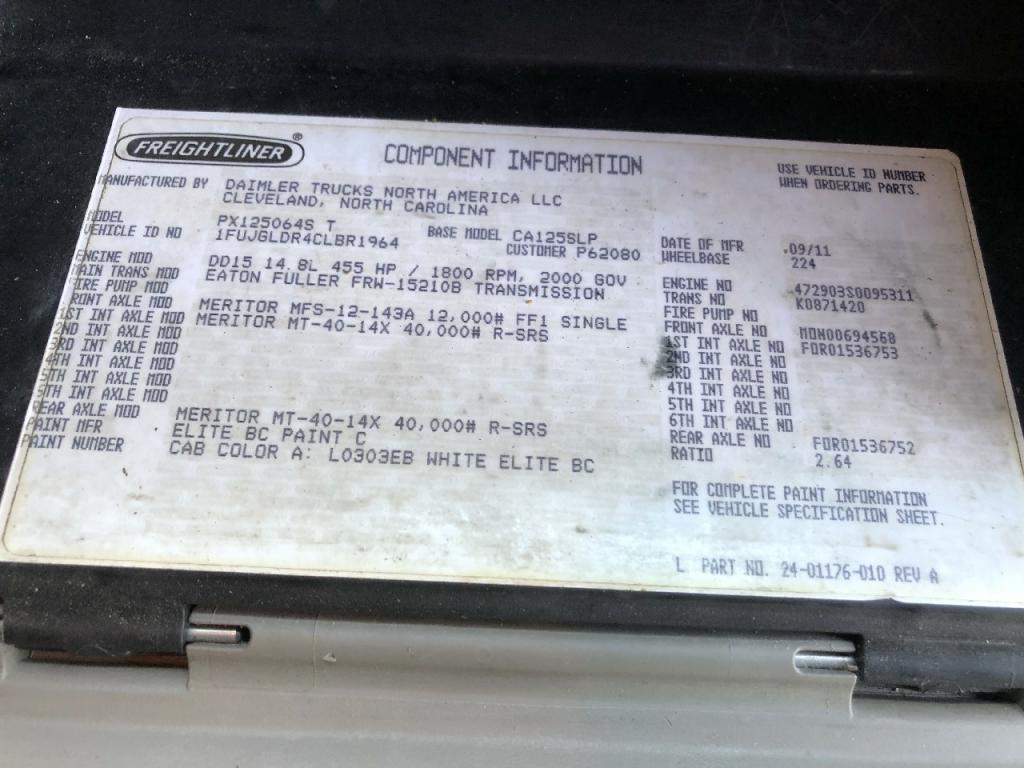 FREIGHTLINER ®
COMPONENT INFORMATION
USE VEHICLE ID NUMBER
WHEN ORDERING PARTS.
MANUFACTURED BY DAIMLER TRUCKS NORTH AMERICA LLC
CLEVELAND, NORTH CAROLINA
MODEL PX125064S T BASE MODEL CA125SLP
VEHICLE ID NO 1FUJGLDR4CLBR1964 CUSTOMER P62080
DATE OF MFR .09/11
WHEELBASE 224
ENGINE MOD DD15 14.8L 455 HP / 1800 RPM, 2000 GOV
MAIN TRANS MOD EATON FULLER FRW-15210B TRANSMISSION
FIRE PUMP MOD
FRONT AXLE MOD MERITOR MFS-12-143A 12,000# FF1 SINGLE
1ST INT AXLE MOD MERITOR MT-40-14X 40,000# R-SRS
2ND INT AXLE MOD
3RD INT AXLE MOD
4TH INT AXLE MOD
5TH INT AXLE MOD
6TH INT AXLE MOD
REAR AXLE MOD MERITOR MT-40-14X 40,000# R-SRS
PAINT MFR ELITE BC PAINT C
PAINT NUMBER CAB COLOR A: L0303EB WHITE ELITE BC
ENGINE NO 472903S0095311
TRANS NO K0871420
FIRE PUMP NO
FRONT AXLE NO MON00694568
1ST INT AXLE NO FOR01536753
2ND INT AXLE NO
3RD INT AXLE NO
4TH INT AXLE NO
5TH INT AXLE NO
6TH INT AXLE NO
REAR AXLE NO FOR01536752
RATIO 2.64
FOR COMPLETE PAINT INFORMATION
SEE VEHICLE SPECIFICATION SHEET.
L PART NO. 24-01176-010 REV A